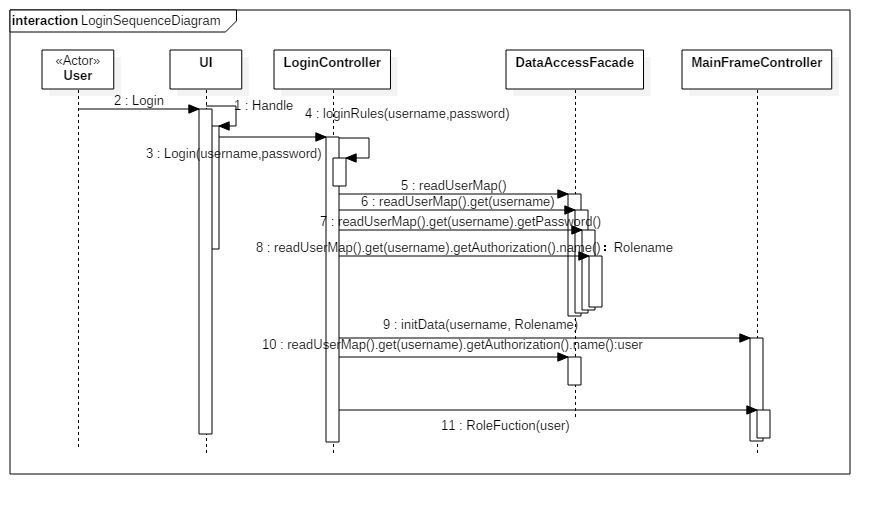 interaction LoginSequenceDiagram
«Actor»
User
UI
LoginController
DataAccessFacade
MainFrameController
2 : Login
1 : Handle
4 : loginRules(username,password)
3 : Login(username,password)
5 : readUserMap()
6 : readUserMap().get(username)
7 : readUserMap().get(username).getPassword()
8 : readUserMap().get(username).getAuthorization().name()：Rolename
9 : initData(username, Rolename)
10 : readUserMap().get(username).getAuthorization().name():user
11 : RoleFuction(user)